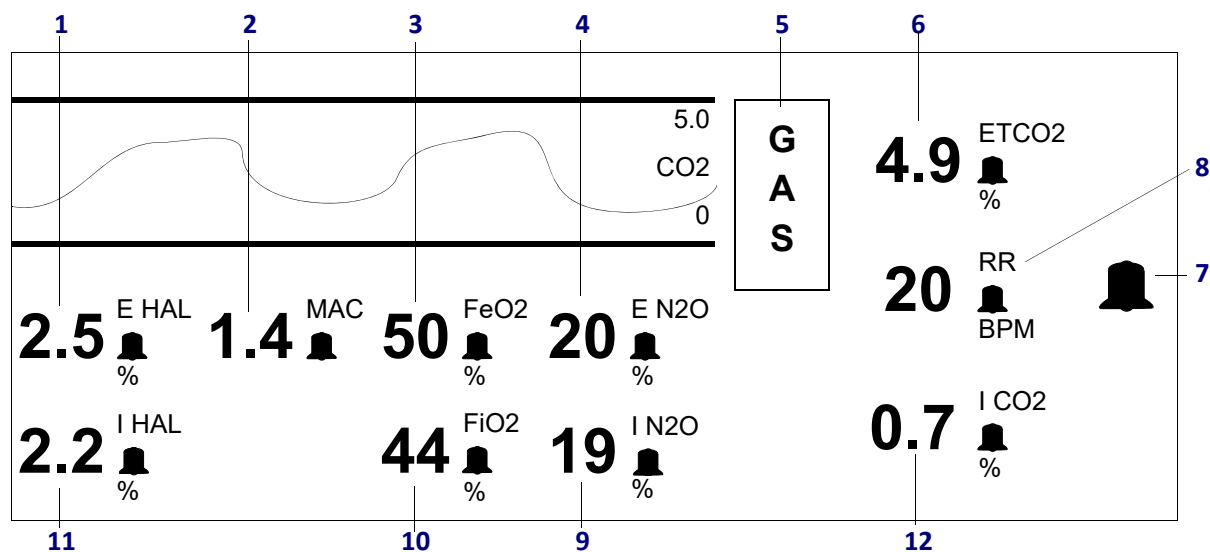 1 2 3 4 5 6
5.0
CO2
0
G
A
S
4.9 ETCO2
%
8
20 RR
BPM
7
2.5 E HAL
%
1.4 MAC
50 FeO2
%
20 E N2O
%
2.2 I HAL
%
44 FiO2
%
19 I N2O
%
0.7 I CO2
%
11 10 9 12